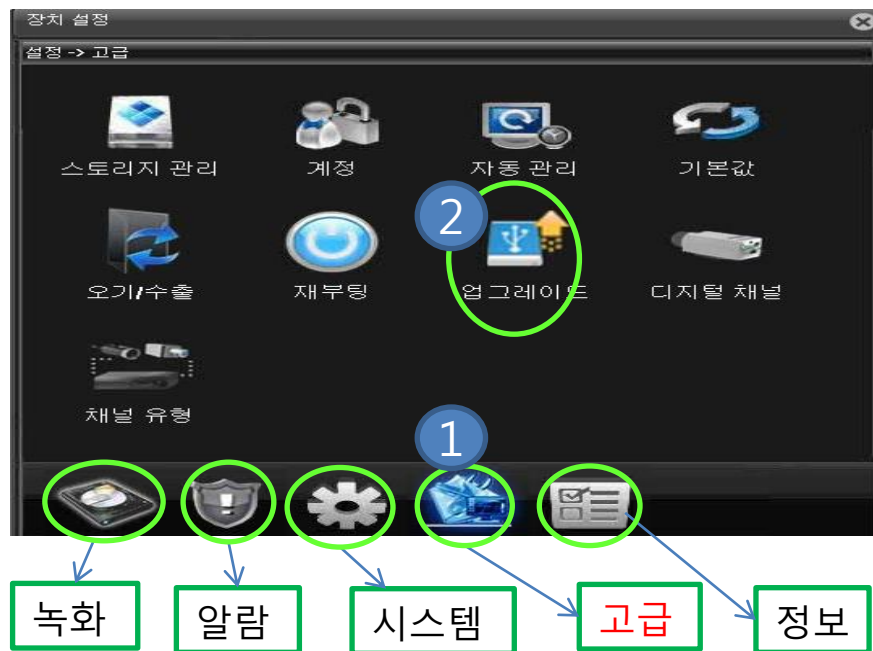 장치 설정
설정 -> 고급
스토리지 관리
계정
자동 관리
기본값
2
오기/수출
재부팅
업그레이드
디지털 채널
채널 유형
1
녹화
알람
시스템
고급
정보